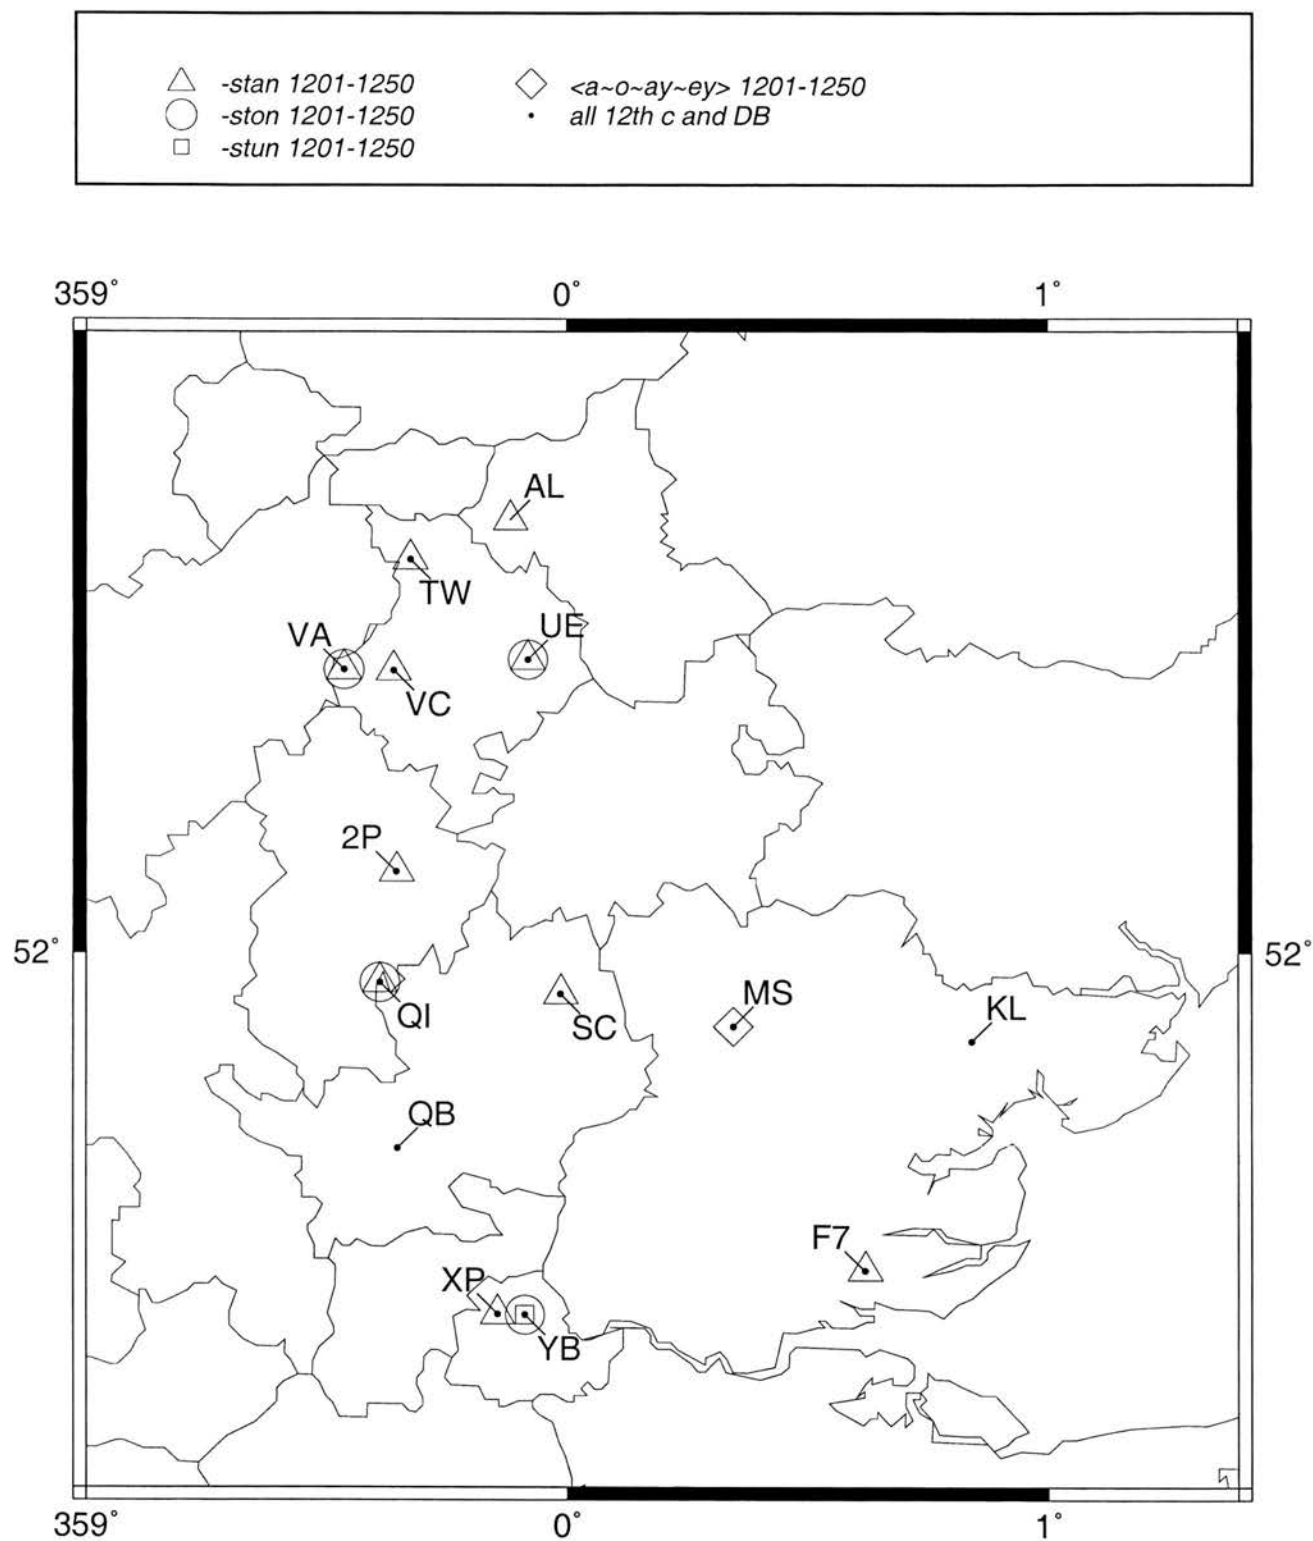 -stan 1201-1250
-ston 1201-1250
-stun 1201-1250
<a~o~ay~ey> 1201-1250
all 12th c and DB
359° 0° 1°
AL
TW
VA UE
VC
2P
52° 52°
QI SC MS KL
QB
F7
XP
YB
359° 0° 1°